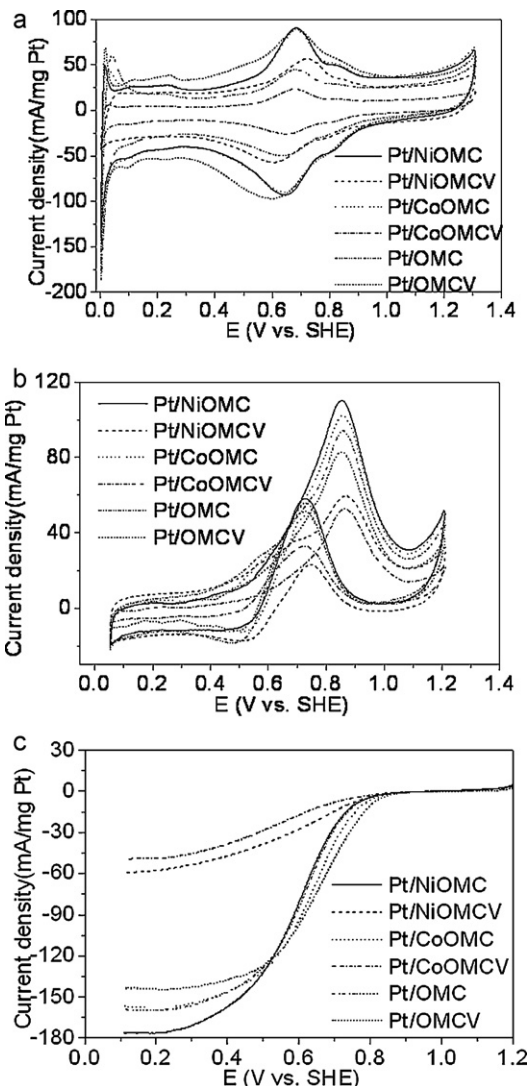 a
100
50
0
-50
-100
-150
-200
Current density(mA/mg Pt)
Pt/NiOMC
Pt/NiOMCV
Pt/CoOMC
Pt/CoOMCV
Pt/OMC
Pt/OMCV
0.0 0.2 0.4 0.6 0.8 1.0 1.2 1.4
E (V vs. SHE)
b
120
80
40
0
Current density(mA/mg Pt)
Pt/NiOMC
Pt/NiOMCV
Pt/CoOMC
Pt/CoOMCV
Pt/OMC
Pt/OMCV
0.0 0.2 0.4 0.6 0.8 1.0 1.2 1.4
E (V vs. SHE)
c
30
0
-30
-60
-90
-120
-150
-180
Current density(mA/mg Pt)
Pt/NiOMC
Pt/NiOMCV
Pt/CoOMC
Pt/CoOMCV
Pt/OMC
Pt/OMCV
0.0 0.2 0.4 0.6 0.8 1.0 1.2
E (V vs. SHE)